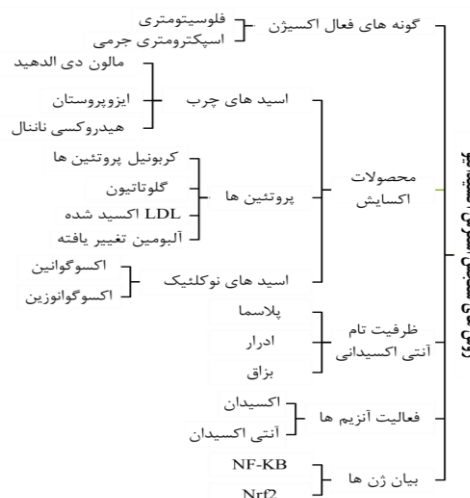 گونه های فعال اکسیژن
فلوسیتومتری
اسپکترومتری جرمی
محصولات
اکسایش
اسید های چرب
مالون دی الدهید
ایزوپروستان
هیدروکسی ناننال
پروتئین ها
کربونیل پروتئین ها
گلوتاتیون
LDL اکسید شده
آلبومین تغییر یافته
اسید های نوکلئیک
اکسوگوانین
اکسوگوانوزین
ظرفیت تام
آنتی اکسیدانی
پلاسما
ادرار
بزاق
فعالیت آنزیم ها
اکسیدان
آنتی اکسیدان
بیان ژن ها
NF-KB
Nrf2